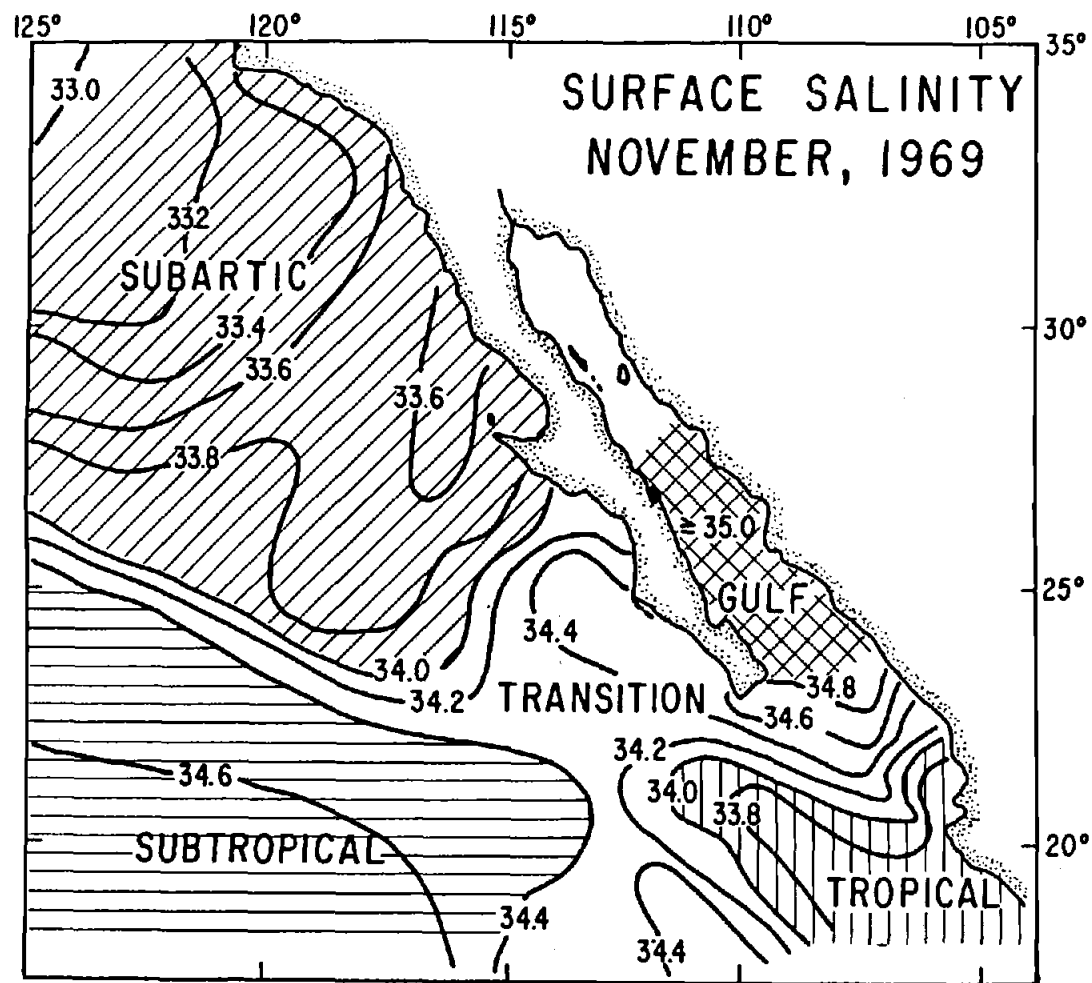 125° 120° 115° 110° 105°
35°
SURFACE SALINITY
NOVEMBER, 1969
33.0
332
SUBARTIC
33.4
30°
33.6
33.6
33.8
≥ 35.0
25°
GULF
34.4
34.0
34.8
34.2
TRANSITION
34.6
34.2
34.6
34.0
33.8
SUBTROPICAL
20°
TROPICAL
34.4
34.4